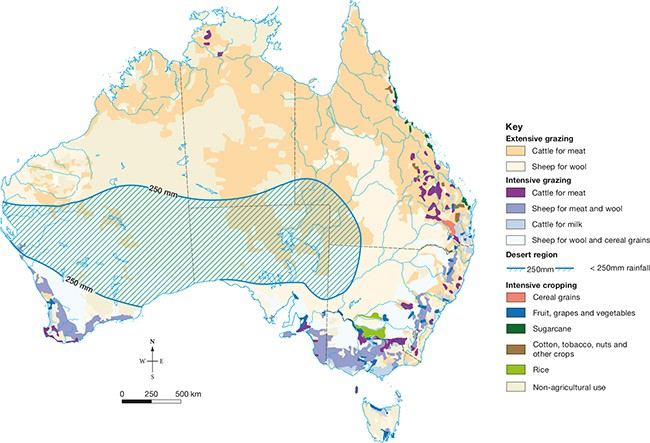 250 mm
250 mm
N
W E
S
0 250 500 km
Key
Extensive grazing
Cattle for meat
Sheep for wool
Intensive grazing
Cattle for meat
Sheep for meat and wool
Cattle for milk
Sheep for wool and cereal grains
Desert region
250mm < 250mm rainfall
Intensive cropping
Cereal grains
Fruit, grapes and vegetables
Sugarcane
Cotton, tobacco, nuts and
other crops
Rice
Non-agricultural use